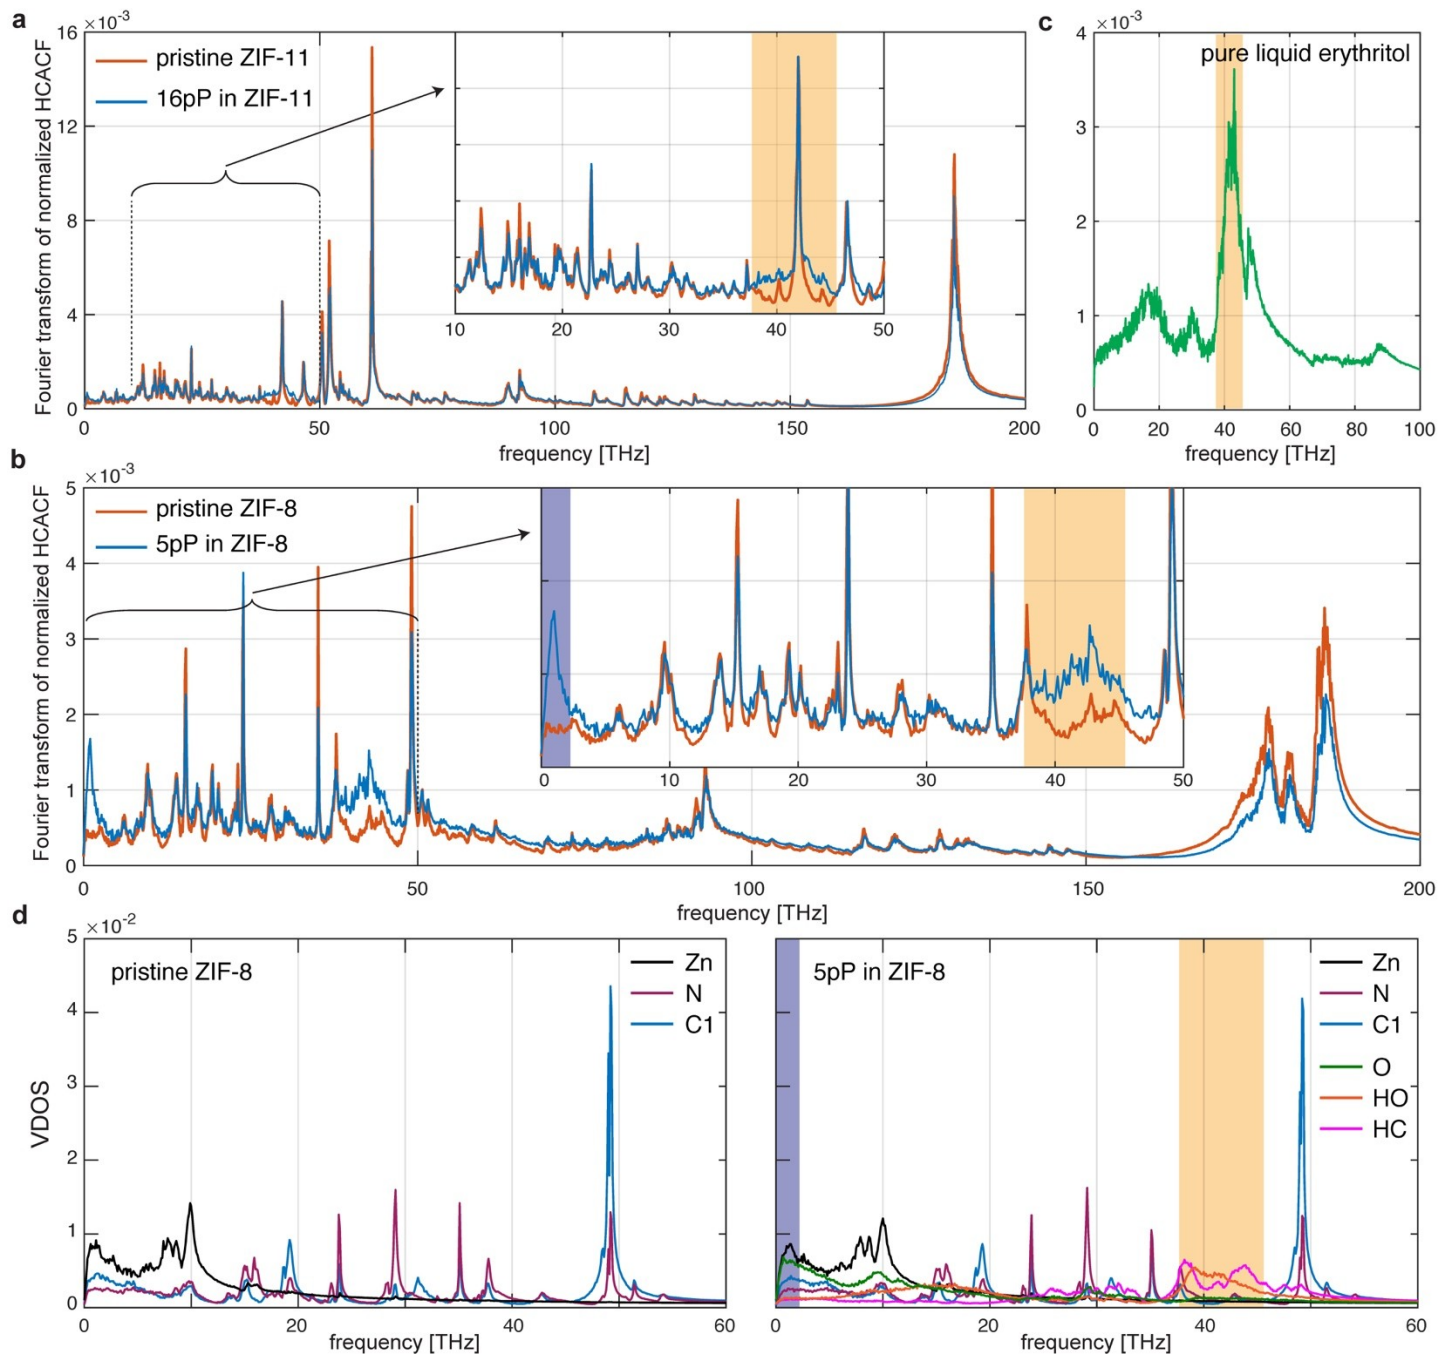 a
×10⁻³
Fourier transform of normalized HCACF
16
12
8
4
0
pristine ZIF-11
16pP in ZIF-11
10 20 30 40 50
0 50 100 150 200
frequency [THz]
c
×10⁻³
4
3
2
1
0
pure liquid erythritol
0 20 40 60 80 100
frequency [THz]
b
×10⁻³
Fourier transform of normalized HCACF
5
4
3
2
1
0
pristine ZIF-8
5pP in ZIF-8
0 10 20 30 40 50
0 50 100 150 200
frequency [THz]
d
×10⁻²
VDOS
5
4
3
2
1
0
pristine ZIF-8
Zn
N
C1
0 20 40 60
frequency [THz]
5pP in ZIF-8
Zn
N
C1
O
HO
HC
0 20 40 60
frequency [THz]